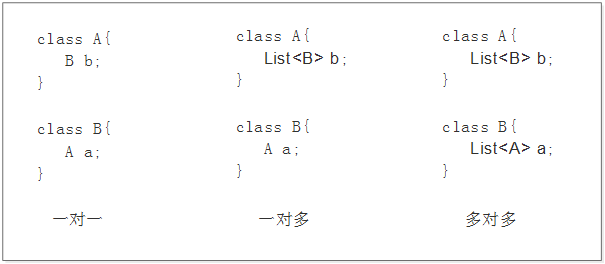 class A{
B b;
}
class B{
A a;
}
一对一
class A{
List<B> b;
}
class B{
A a;
}
一对多
class A{
List<B> b;
}
class B{
List<A> a;
}
多对多